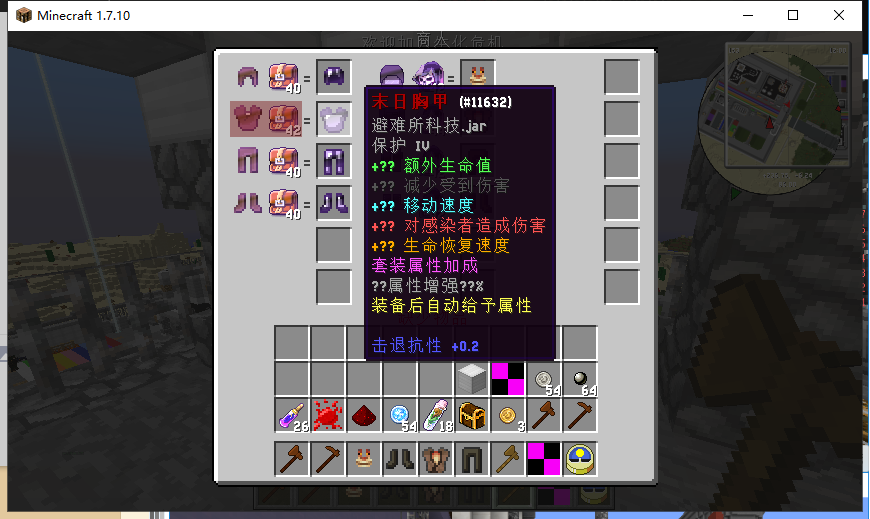 Minecraft 1.7.10
40
=
=
42
=
40
=
40
=
末日胸甲 (#11632)
避难所科技.jar
保护 IV
+?? 额外生命值
+?? 减少受到伤害
+?? 移动速度
+?? 对感染者造成伤害
+?? 生命恢复速度
套装属性加成
??属性增强??%
装备后自动给予属性
击退抗性 +0.2
54
64
26
54
18
3